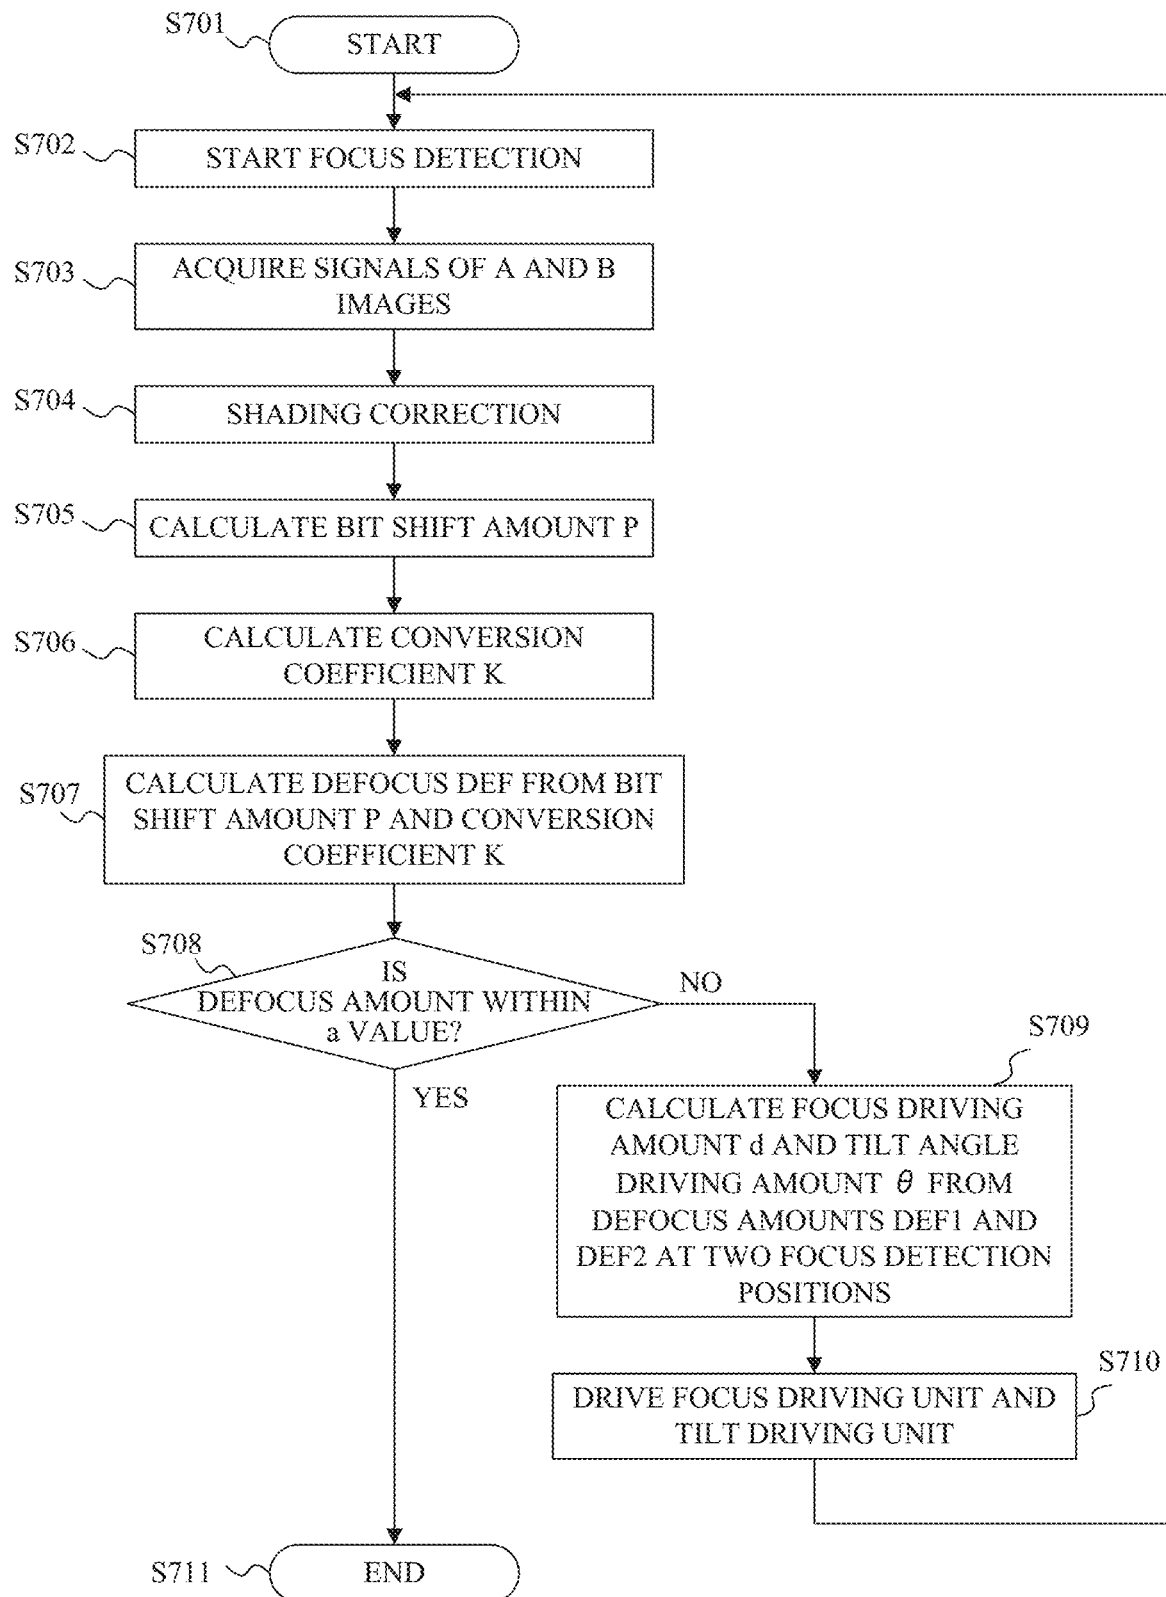 S701
START
S702
START FOCUS DETECTION
S703
ACQUIRE SIGNALS OF A AND B
IMAGES
S704
SHADING CORRECTION
S705
CALCULATE BIT SHIFT AMOUNT P
S706
CALCULATE CONVERSION
COEFFICIENT K
S707
CALCULATE DEFOCUS DEF FROM BIT
SHIFT AMOUNT P AND CONVERSION
COEFFICIENT K
S708
IS
DEFOCUS AMOUNT WITHIN
a VALUE?
NO
YES
S709
CALCULATE FOCUS DRIVING
AMOUNT d AND TILT ANGLE
DRIVING AMOUNT θ FROM
DEFOCUS AMOUNTS DEF1 AND
DEF2 AT TWO FOCUS DETECTION
POSITIONS
S710
DRIVE FOCUS DRIVING UNIT AND
TILT DRIVING UNIT
S711
END